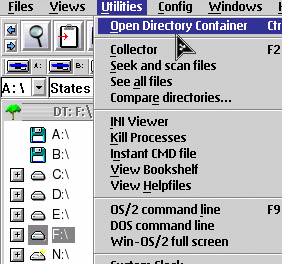 Files Views Utilities Config Windows H
Open Directory Container Ctr
Collector F2
Seek and scan files
See all files
Compare directories...
INI Viewer
Kill Processes
Instant CMD file
View Bookshelf
View Helpfiles
OS/2 command line F9
DOS command line
Win-OS/2 full screen
A:\ States
DT: F:\
A:\
B:\
C:\
D:\
E:\
F:\
N:\